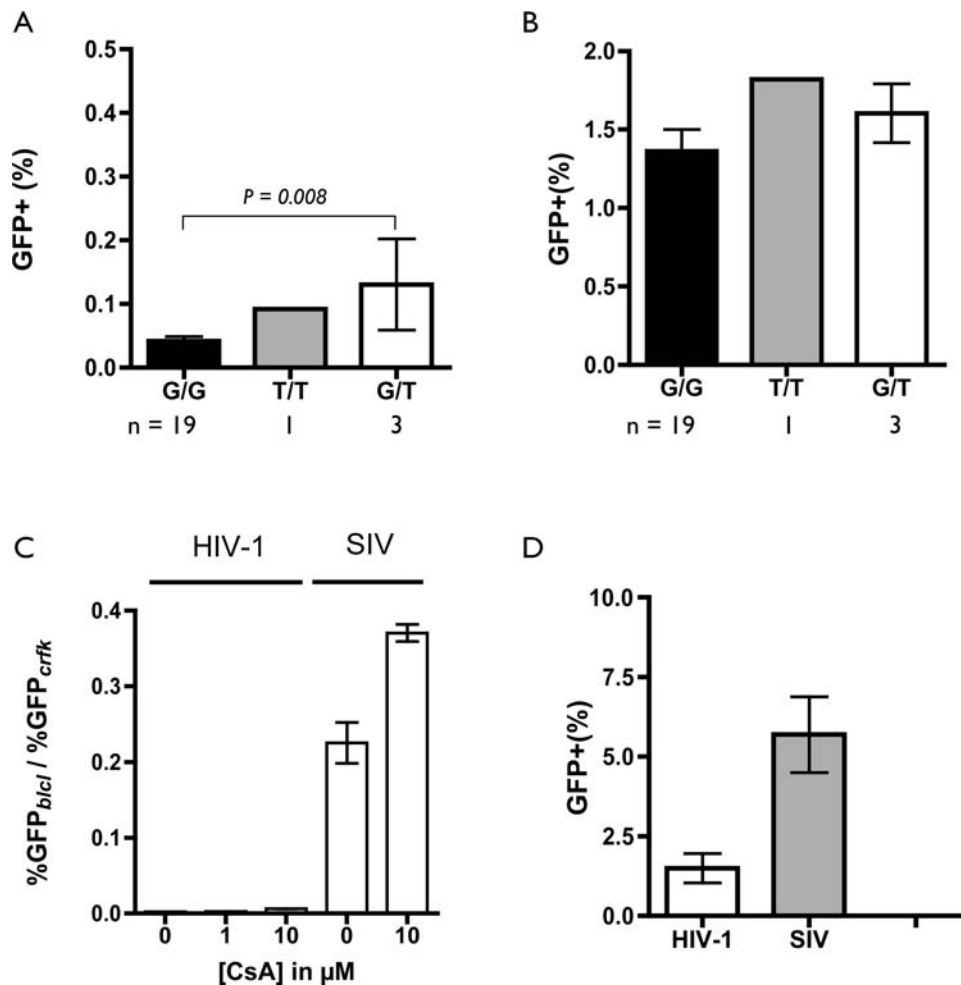 A
GFP+ (%)
0.5
0.4
0.3
0.2
0.1
0.0
P = 0.008
G/G T/T G/T
n = 19 1 3
B
GFP+(%)
2.0
1.5
1.0
0.5
0.0
G/G T/T G/T
n = 19 1 3
C
HIV-1 SIV
%GFPblcl / %GFPcrfk
0.4
0.3
0.2
0.1
0.0
0 1 10 0 10
[CsA] in μM
D
GFP+(%)
10.0
7.5
5.0
2.5
0.0
HIV-1 SIV